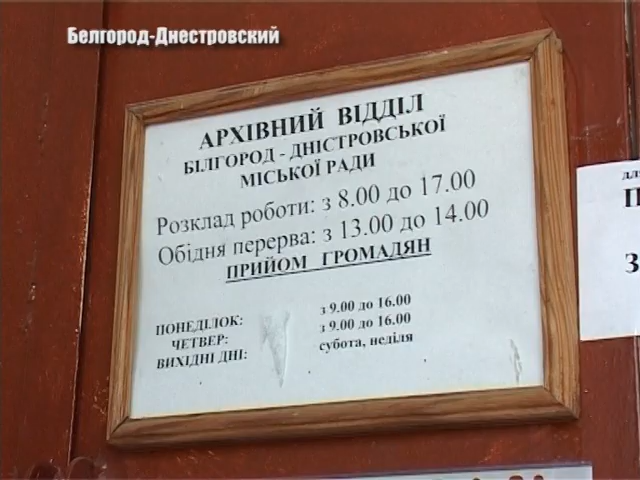 Белгород-Днестровский
АРХІВНИЙ ВІДДІЛ
БІЛГОРОД - ДНІСТРОВСЬКОЇ
МІСЬКОЇ РАДИ
Розклад роботи: з 8.00 до 17.00
Обідня перерва: з 13.00 до 14.00
ПРИЙОМ ГРОМАДЯН
ПОНЕДІЛОК: з 9.00 до 16.00
ЧЕТВЕР: з 9.00 до 16.00
ВИХІДНІ ДНІ: субота, неділя